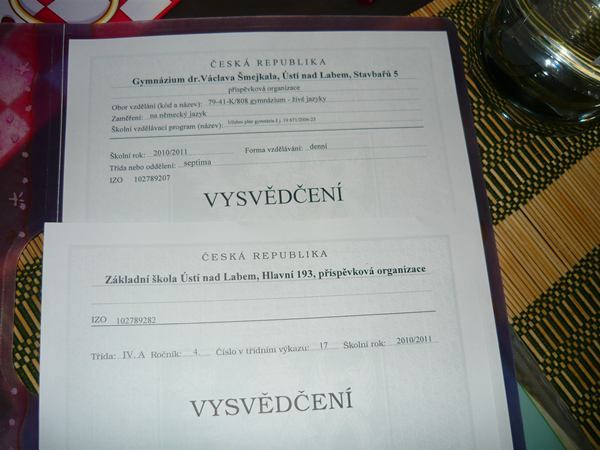 ČESKÁ REPUBLIKA
Gymnázium dr.Václava Šmejkala, Ústí nad Labem, Stavbařů 5
příspěvková organizace
Obor vzdělání (kód a název): 79-41-K/808 gymnázium - živé jazyky
Zaměření: na německý jazyk
Školní vzdělávací program (název): Učební plán gymnázia č.j.
Školní rok: 2010/2011 Forma vzdělávání: denní
Třída nebo oddělení: septima
IZO 102789207
VYSVĚDČENÍ
ČESKÁ REPUBLIKA
Základní škola Ústí nad Labem, Hlavní 193, příspěvková organizace
IZO 102789282
Třída: IV. A Ročník: 4. Číslo v třídním výkazu: 17 Školní rok: 2010/2011
VYSVĚDČENÍ